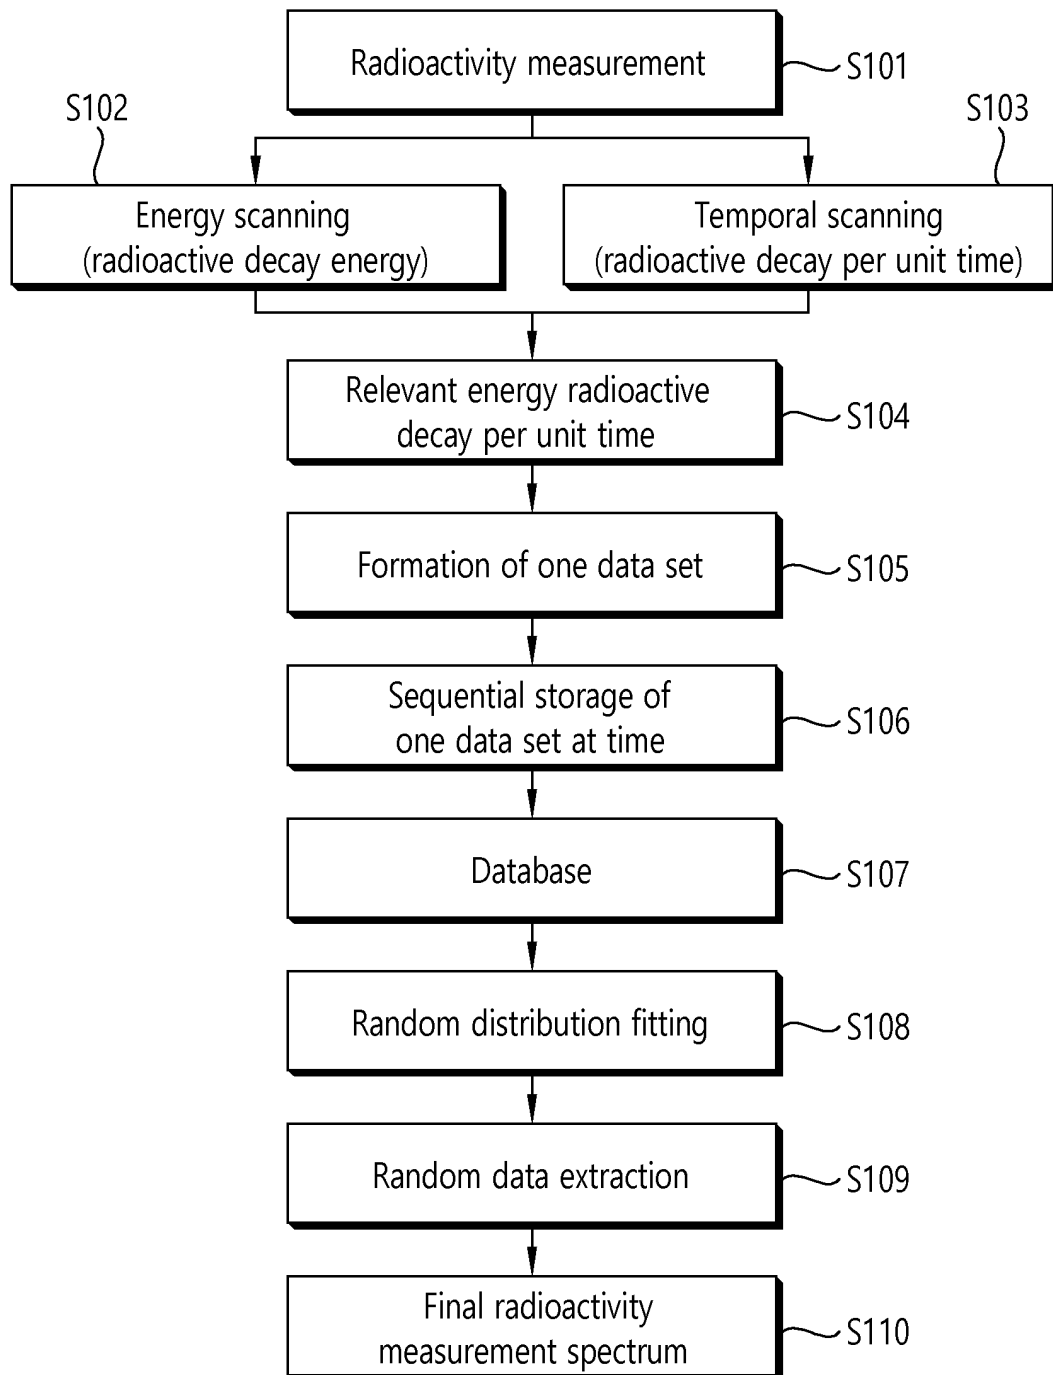 Radioactivity measurement
S101
S102
S103
Energy scanning
(radioactive decay energy)
Temporal scanning
(radioactive decay per unit time)
Relevant energy radioactive
decay per unit time
S104
Formation of one data set
S105
Sequential storage of
one data set at time
S106
Database
S107
Random distribution fitting
S108
Random data extraction
S109
Final radioactivity
measurement spectrum
S110